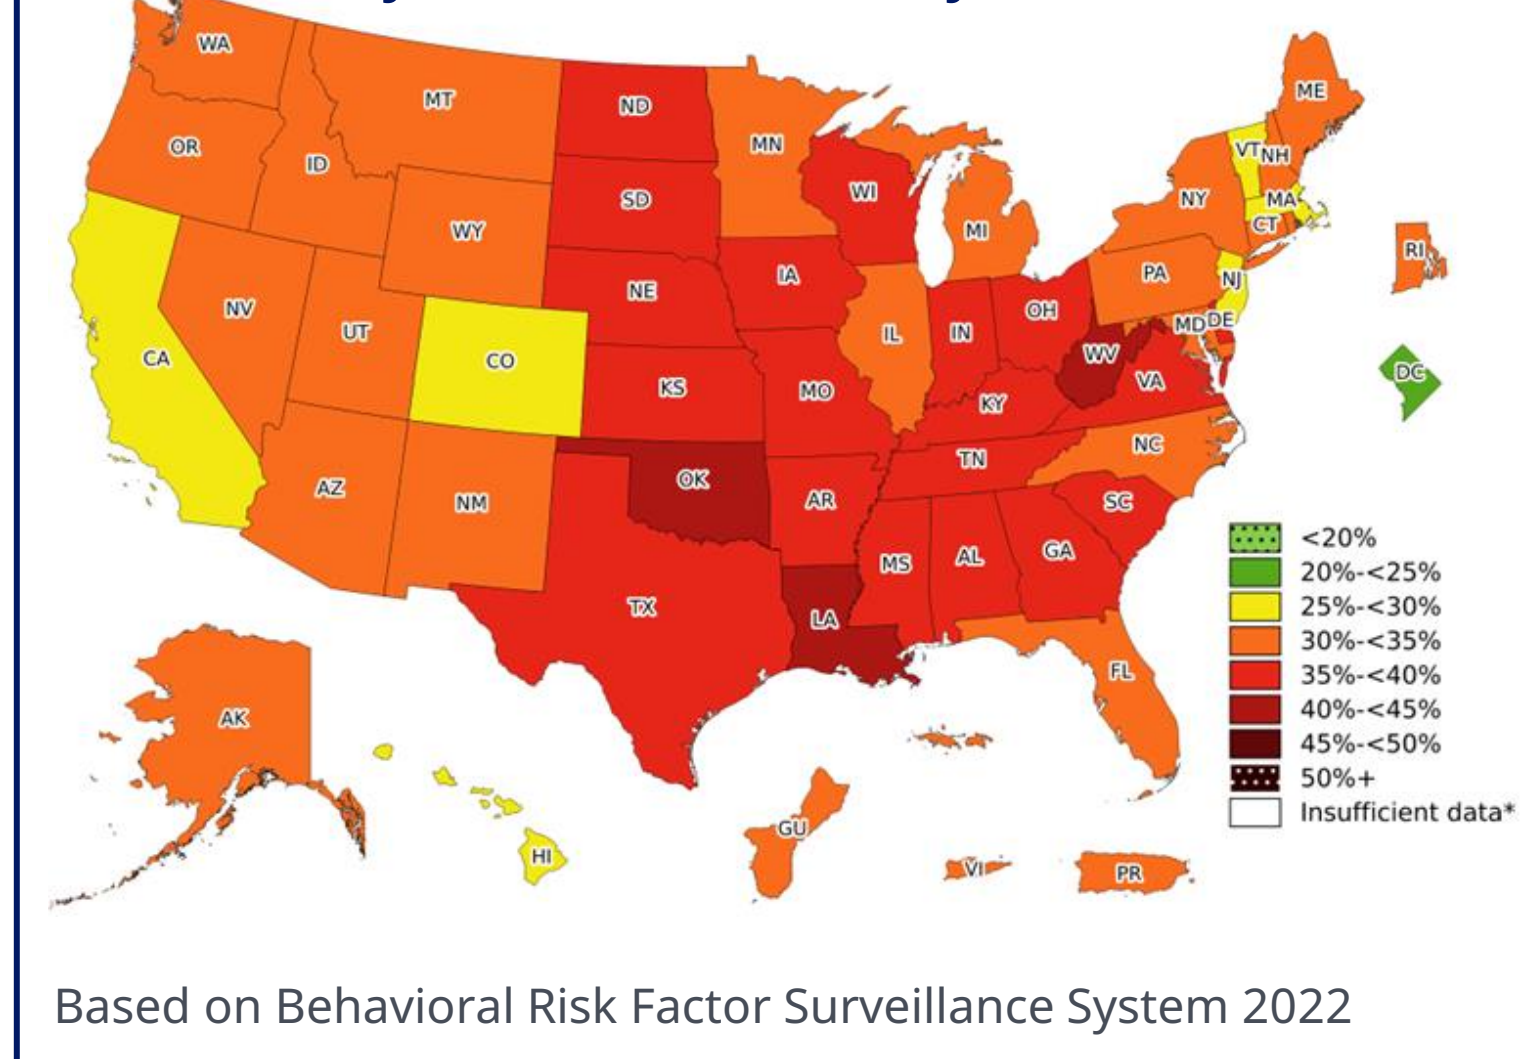 WA
MT
ND
MN
ME
OR
ID
SD
WI
VT
NH
NY
MA
WY
MI
CT
RI
IA
PA
NE
NJ
NV
UT
IL
IN
OH
MD
DE
CA
CO
WV
DC
KS
MO
KY
VA
NC
TN
AZ
NM
OK
AR
SC
MS
AL
GA
TX
LA
FL
AK
HI
GU
VI
PR
<20%
20%-<25%
25%-<30%
30%-<35%
35%-<40%
40%-<45%
45%-<50%
50%+
Insufficient data*
Based on Behavioral Risk Factor Surveillance System 2022